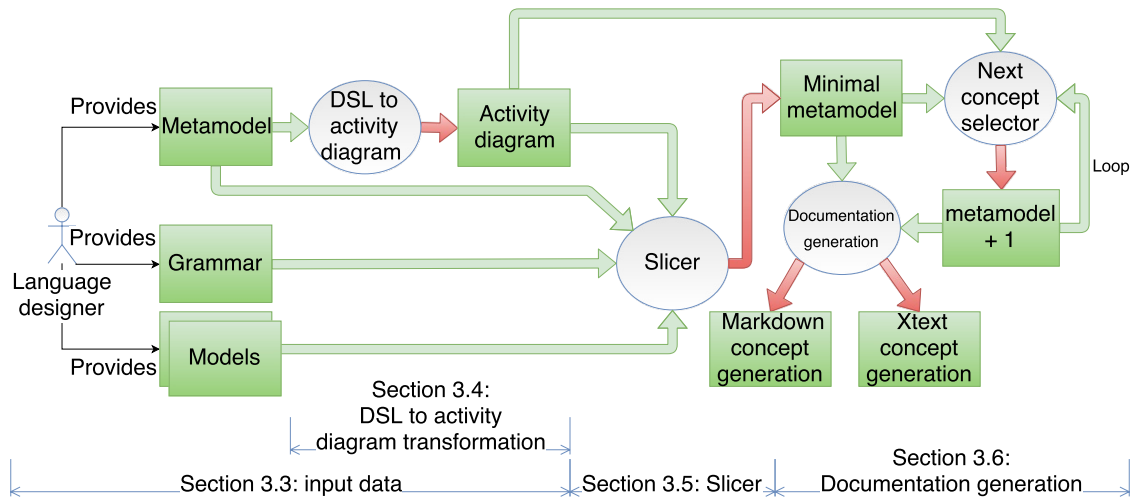 Provides
Metamodel
DSL to
activity
diagram
Activity
diagram
Minimal
metamodel
Next
concept
selector
Loop
Provides
Language
designer
Grammar
Slicer
Documentation
generation
metamodel
+ 1
Provides
Models
Markdown
concept
generation
Xtext
concept
generation
Section 3.4:
DSL to activity
diagram transformation
Section 3.3: input data
Section 3.5: Slicer
Section 3.6:
Documentation generation